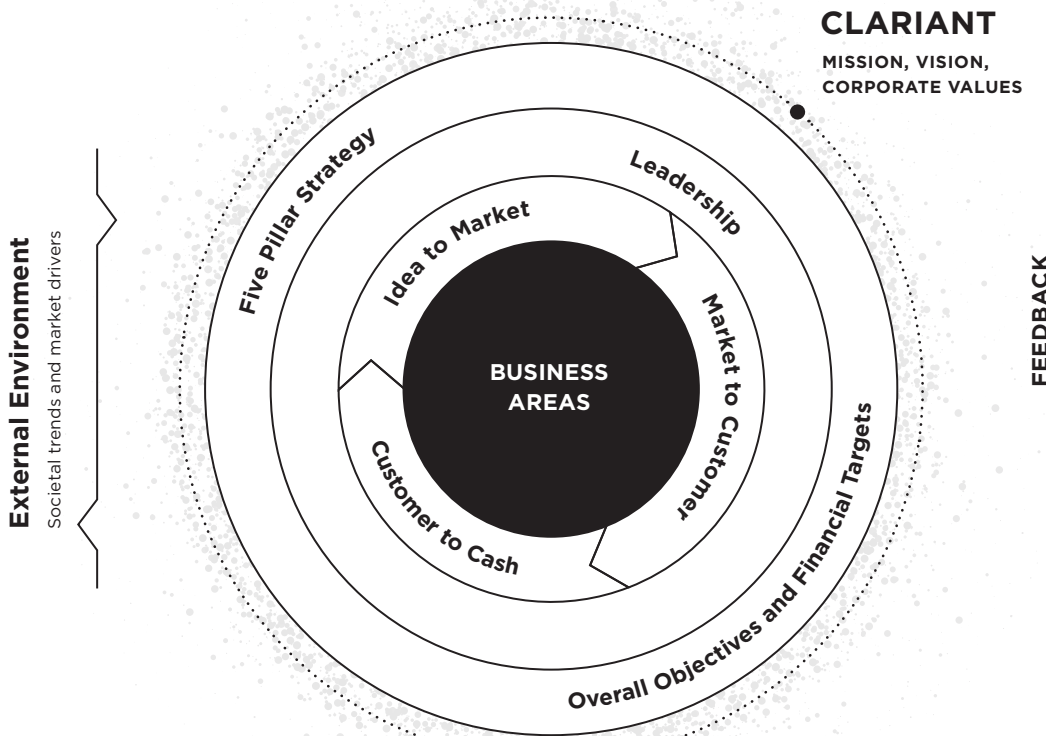 CLARIANT
MISSION, VISION,
CORPORATE VALUES
External Environment
Societal trends and market drivers
Five Pillar Strategy
Leadership
Idea to Market
Market to Customer
Customer to Cash
BUSINESS
AREAS
Overall Objectives and Financial Targets
FEEDBACK